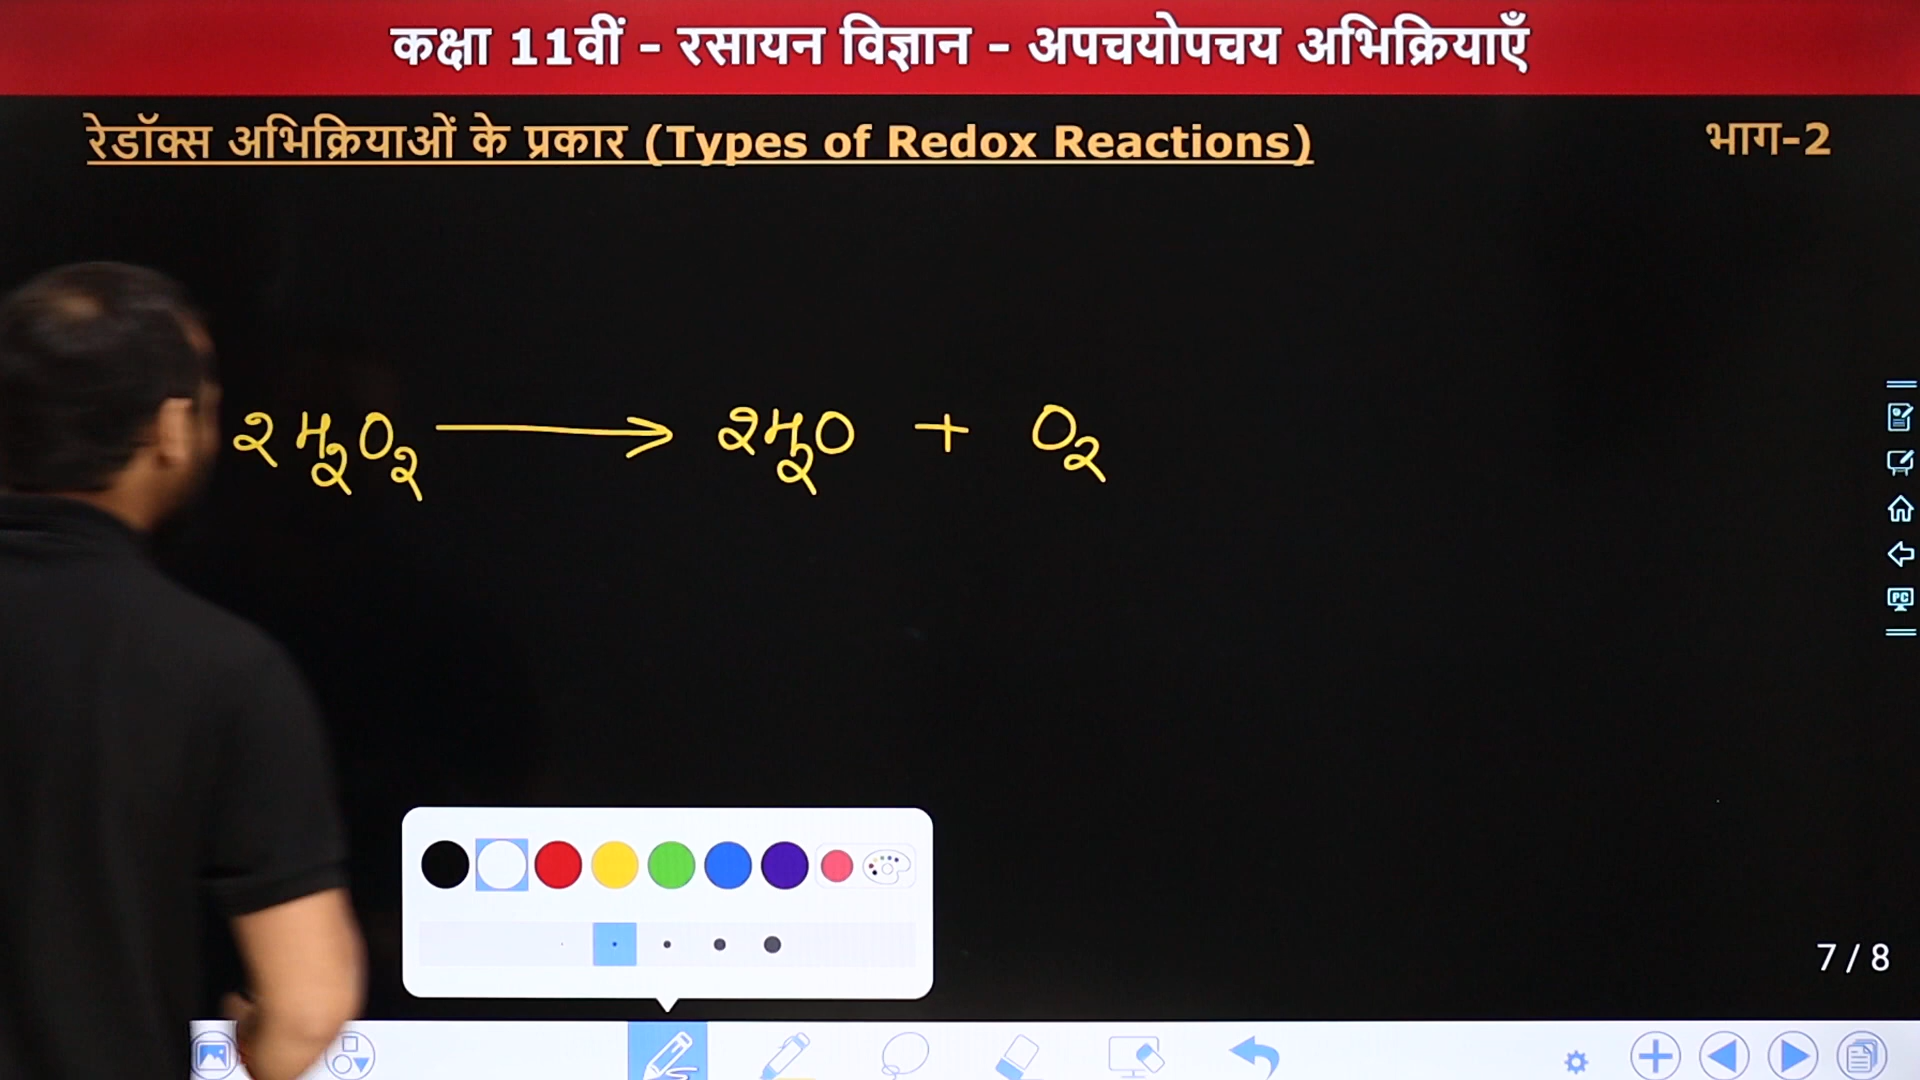 कक्षा 11वीं - रसायन विज्ञान - अपचयोपचय अभिक्रियाएँ
रेडॉक्स अभिक्रियाओं के प्रकार (Types of Redox Reactions) भाग-2
2H₂O₂ ⟶ 2H₂O + O₂
PC
7 / 8